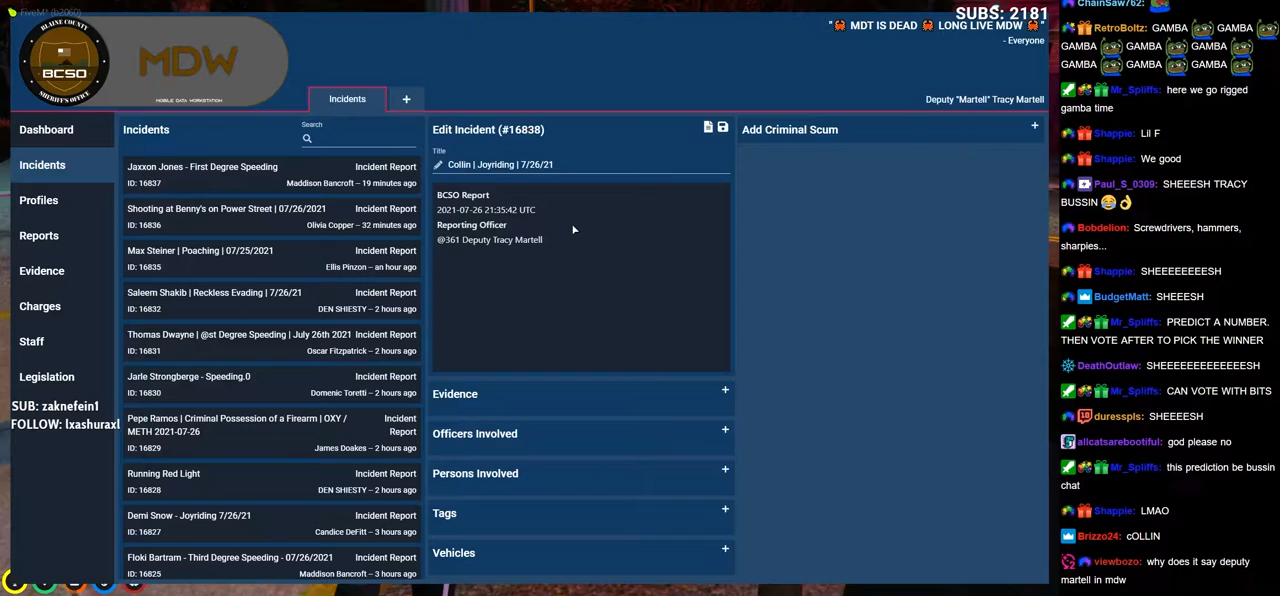 FiveM® (b2060)
SUBS: 2181
" MDT IS DEAD LONG LIVE MDW "
- Everyone
BLAINE COUNTY
BCSO
SHERIFF'S OFFICE
MDW
MOBILE DATA WORKSTATION
Incidents
+
Deputy "Martell" Tracy Martell
Dashboard
Incidents
Profiles
Reports
Evidence
Charges
Staff
Legislation
SUB: zaknefein1
FOLLOW: lxashuraxl
Incidents
Search
Jaxxon Jones - First Degree Speeding Incident Report
ID: 16837 Maddison Bancroft – 19 minutes ago
Shooting at Benny's on Power Street | 07/26/2021 Incident Report
ID: 16836 Olivia Copper – 32 minutes ago
Max Steiner | Poaching | 07/25/2021 Incident Report
ID: 16835 Ellis Pinzon – an hour ago
Saleem Shakib | Reckless Evading | 7/26/21 Incident Report
ID: 16832 DEN SHIESTY – 2 hours ago
Thomas Dwayne | @st Degree Speeding | July 26th 2021 Incident Report
ID: 16831 Oscar Fitzpatrick – 2 hours ago
Jarle Strongberge - Speeding.0 Incident Report
ID: 16830 Domenic Toretti – 2 hours ago
Pepe Ramos | Criminal Possession of a Firearm | OXY / Incident
METH 2021-07-26 Report
ID: 16829 James Doakes – 2 hours ago
Running Red Light Incident Report
ID: 16828 DEN SHIESTY – 2 hours ago
Demi Snow - Joyriding 7/26/21 Incident Report
ID: 16827 Candice DeFitt – 3 hours ago
Floki Bartram - Third Degree Speeding - 07/26/2021 Incident Report
ID: 16825 Maddison Bancroft – 3 hours ago
Edit Incident (#16838)
Title
Collin | Joyriding | 7/26/21
BCSO Report
2021-07-26 21:35:42 UTC
Reporting Officer
@361 Deputy Tracy Martell
Evidence +
Officers Involved +
Persons Involved +
Tags +
Vehicles +
Add Criminal Scum +
ChainSaw762:
RetroBoltz: GAMBA GAMBA
GAMBA GAMBA GAMBA
GAMBA GAMBA GAMBA
Mr_Spliffs: here we go rigged
gamba time
Shappie: Lil F
Shappie: We good
Paul_S_0309: SHEEESH TRACY
BUSSIN 😂👌
Bobdelion: Screwdrivers, hammers,
sharpies...
Shappie: SHEEEEEEESH
BudgetMatt: SHEEESH
Mr_Spliffs: PREDICT A NUMBER.
THEN VOTE AFTER TO PICK THE WINNER
DeathOutlaw: SHEEEEEEEEEEESH
Mr_Spliffs: CAN VOTE WITH BITS
duresspls: SHEEEESH
allcatsarebootiful: god please no
Mr_Spliffs: this prediction be bussin
chat
Shappie: LMAO
Brizzo24: cOLLIN
viewbozo: why does it say deputy
martell in mdw